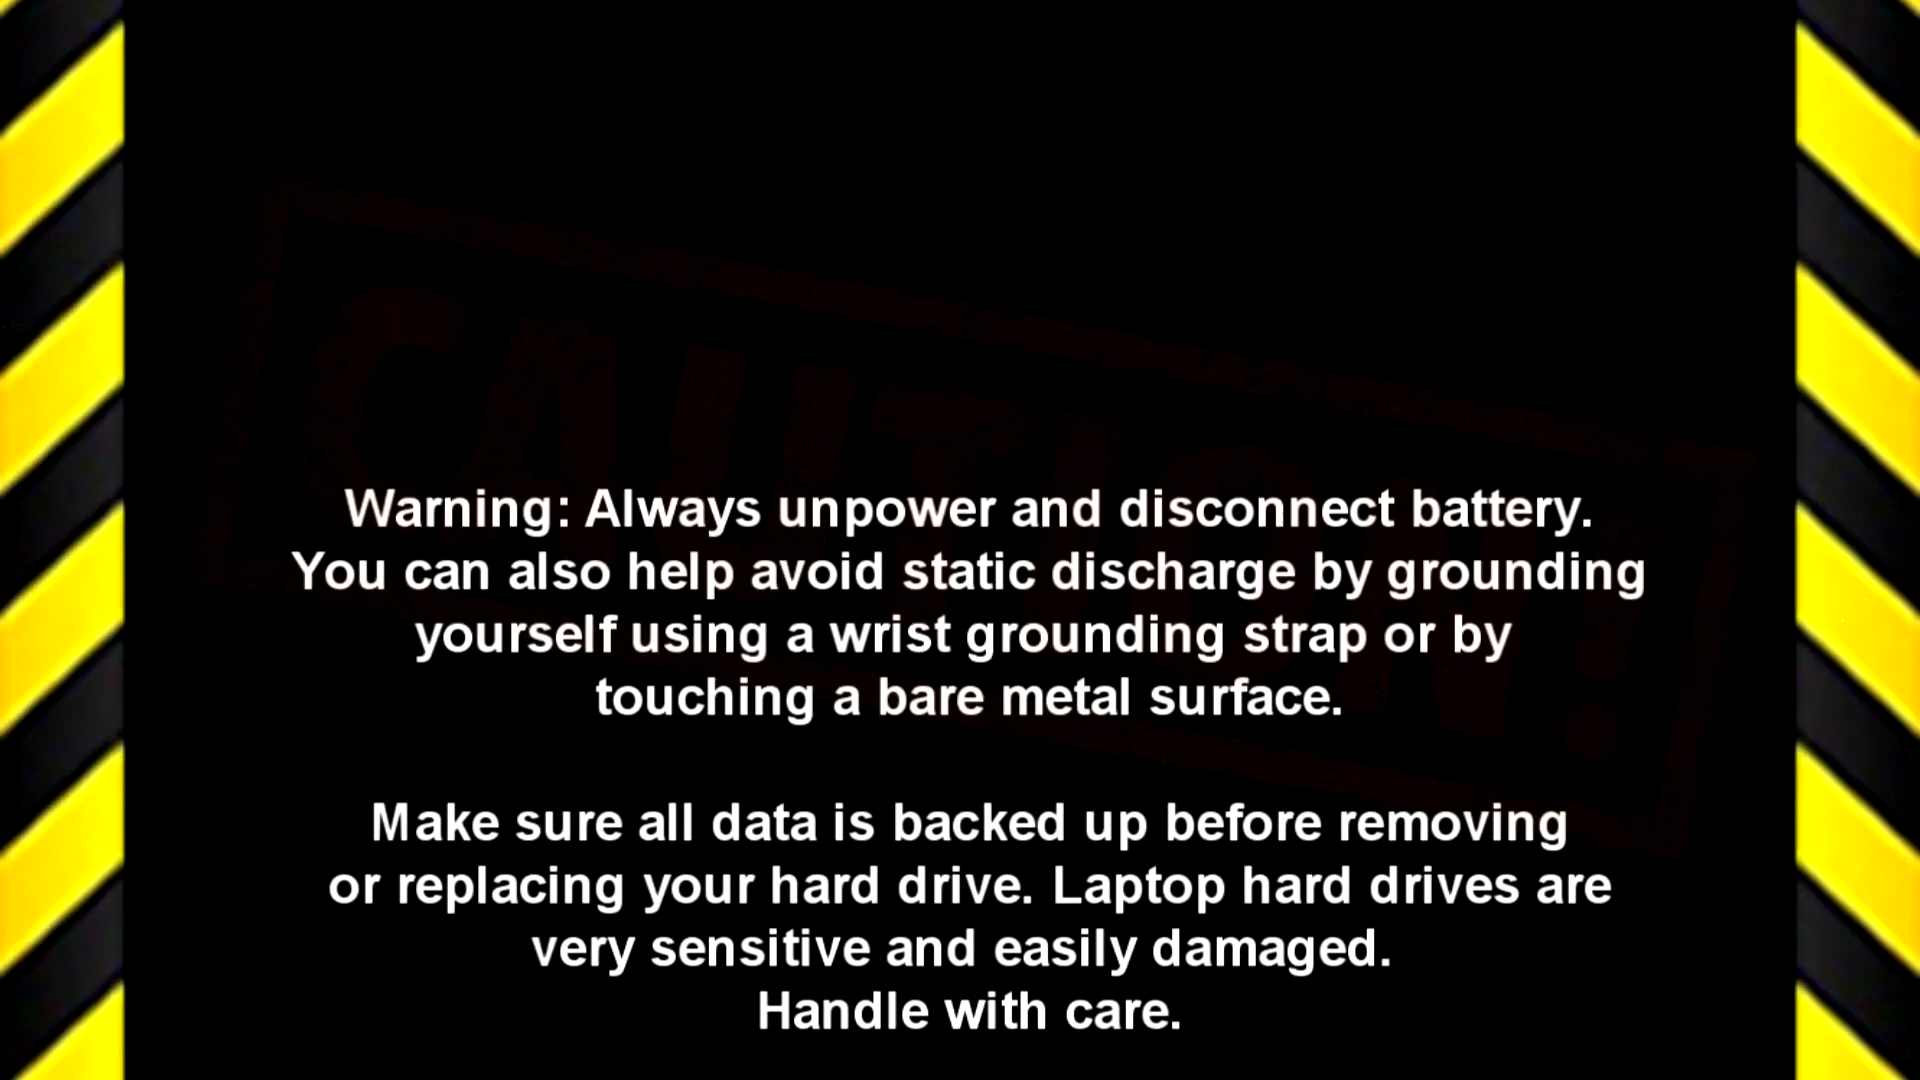 CAUTION!
Warning: Always unpower and disconnect battery.
You can also help avoid static discharge by grounding
yourself using a wrist grounding strap or by
touching a bare metal surface.
Make sure all data is backed up before removing
or replacing your hard drive. Laptop hard drives are
very sensitive and easily damaged.
Handle with care.